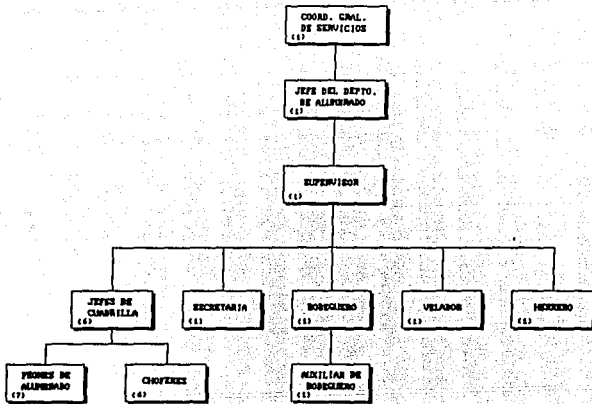 COORD. GRAL.
DE SERVICIOS
(1)
JEFE DEL DEPTO.
DE ALUMBRADO
(1)
SUPERVISOR
(1)
JEFES DE
CUADRILLA
(6)
SECRETARIA
(1)
BODEGUERO
(1)
VELADOR
(1)
HERRERO
(1)
PEONES DE
ALUMBRADO
(7)
CHOFERES
(6)
AUXILIAR DE
BODEGUERO
(1)